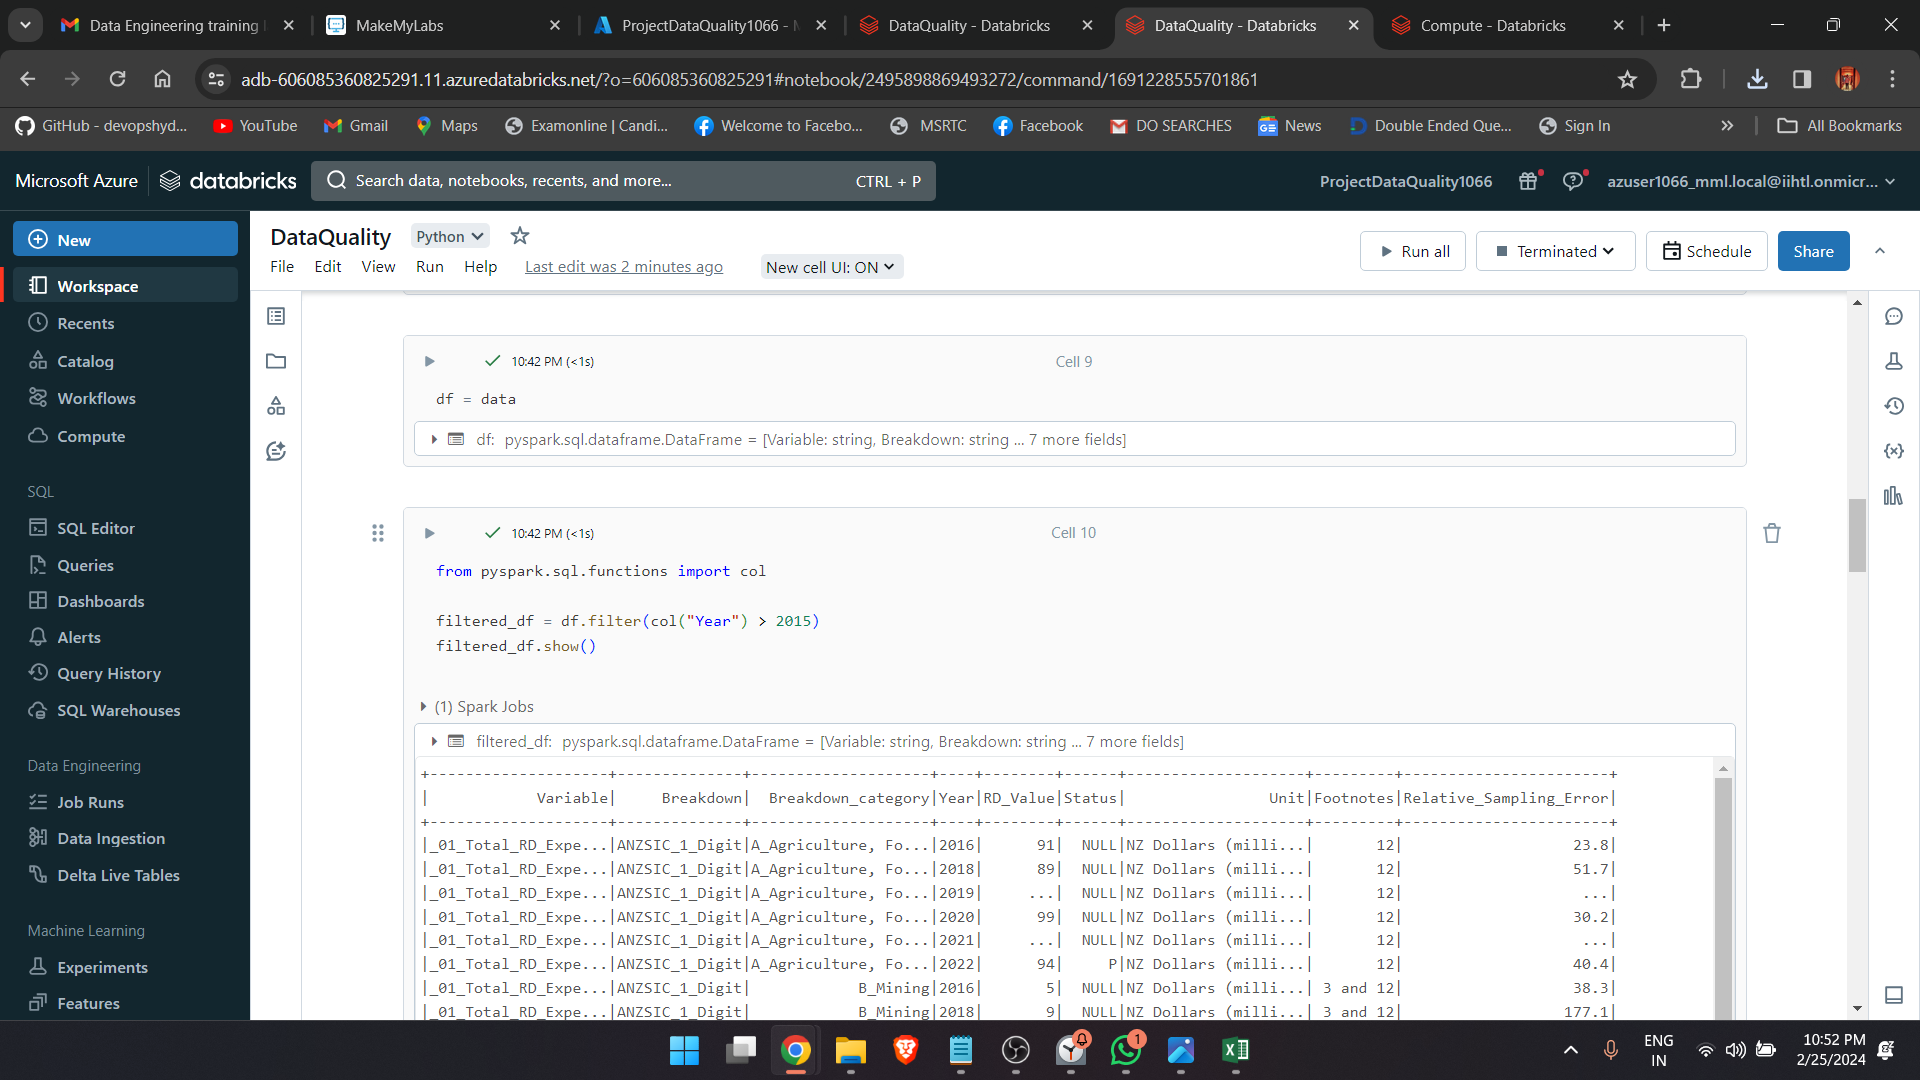 Data Engineering training
MakeMyLabs
ProjectDataQuality1066 -
DataQuality - Databricks
DataQuality - Databricks
Compute - Databricks
adb-606085360825291.11.azuredatabricks.net/?o=606085360825291#notebook/2495898869493272/command/1691228555701861
GitHub - devopshyd...
YouTube
Gmail
Maps
Examonline | Candi...
Welcome to Facebo...
MSRTC
Facebook
DO SEARCHES
News
Double Ended Que...
Sign In
All Bookmarks
Microsoft Azure
databricks
Search data, notebooks, recents, and more...
CTRL + P
ProjectDataQuality1066
azuser1066_mml.local@iihtl.onmicr...
New
Workspace
Recents
Catalog
Workflows
Compute
SQL
SQL Editor
Queries
Dashboards
Alerts
Query History
SQL Warehouses
Data Engineering
Job Runs
Data Ingestion
Delta Live Tables
Machine Learning
Experiments
Features
DataQuality
Python
File Edit View Run Help
Last edit was 2 minutes ago
New cell UI: ON
Run all
Terminated
Schedule
Share
10:42 PM (<1s)
Cell 9
df = data
df: pyspark.sql.dataframe.DataFrame = [Variable: string, Breakdown: string ... 7 more fields]
10:42 PM (<1s)
Cell 10
from pyspark.sql.functions import col
filtered_df = df.filter(col("Year") > 2015)
filtered_df.show()
(1) Spark Jobs
filtered_df: pyspark.sql.dataframe.DataFrame = [Variable: string, Breakdown: string ... 7 more fields]
+--------------------+--------------+--------------------+----+--------+------+--------------------+---------+-----------------------+
| Variable| Breakdown| Breakdown_category|Year|RD_Value|Status| Unit|Footnotes|Relative_Sampling_Error|
+--------------------+--------------+--------------------+----+--------+------+--------------------+---------+-----------------------+
|_01_Total_RD_Expe...|ANZSIC_1_Digit|A_Agriculture, Fo...|2016| 91| NULL|NZ Dollars (milli...| 12| 23.8|
|_01_Total_RD_Expe...|ANZSIC_1_Digit|A_Agriculture, Fo...|2018| 89| NULL|NZ Dollars (milli...| 12| 51.7|
|_01_Total_RD_Expe...|ANZSIC_1_Digit|A_Agriculture, Fo...|2019| ...| NULL|NZ Dollars (milli...| 12| ...|
|_01_Total_RD_Expe...|ANZSIC_1_Digit|A_Agriculture, Fo...|2020| 99| NULL|NZ Dollars (milli...| 12| 30.2|
|_01_Total_RD_Expe...|ANZSIC_1_Digit|A_Agriculture, Fo...|2021| ...| NULL|NZ Dollars (milli...| 12| ...|
|_01_Total_RD_Expe...|ANZSIC_1_Digit|A_Agriculture, Fo...|2022| 94| P|NZ Dollars (milli...| 12| 40.4|
|_01_Total_RD_Expe...|ANZSIC_1_Digit| B_Mining|2016| 5| NULL|NZ Dollars (milli...| 3 and 12| 38.3|
|_01_Total_RD_Expe...|ANZSIC_1_Digit| B_Mining|2018| 9| NULL|NZ Dollars (milli...| 3 and 12| 177.1|
1
ENG
IN
10:52 PM
2/25/2024